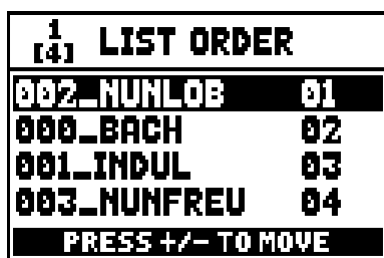 1
[4] LIST ORDER
002_NUNLOB 01
000_BACH 02
001_INDUL 03
003_NUNFREU 04
PRESS +/- TO MOVE